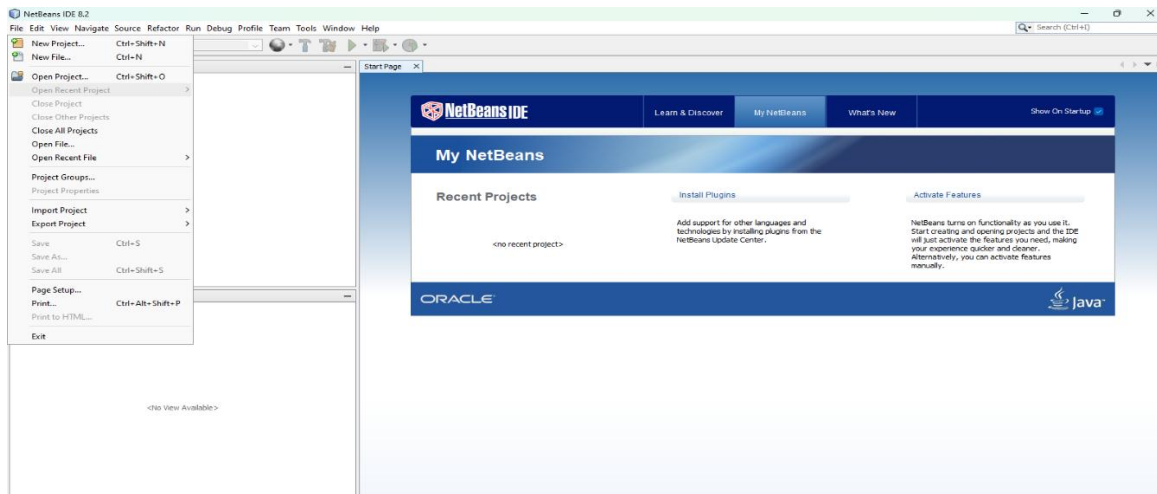 NetBeans IDE 8.2
File Edit View Navigate Source Refactor Run Debug Profile Team Tools Window Help
Search (Ctrl+I)
New Project... Ctrl+Shift+N
New File... Ctrl+N
Open Project... Ctrl+Shift+O
Open Recent Project
Close Project
Close Other Projects
Close All Projects
Open File...
Open Recent File
Project Groups...
Project Properties
Import Project
Export Project
Save Ctrl+S
Save As...
Save All Ctrl+Shift+S
Page Setup...
Print... Ctrl+Alt+Shift+P
Print to HTML...
Exit
<No View Available>
Start Page
NetBeans IDE
Learn & Discover
My NetBeans
What's New
Show On Startup
My NetBeans
Recent Projects
<no recent project>
Install Plugins
Add support for other languages and
technologies by installing plugins from the
NetBeans Update Center.
Activate Features
NetBeans turns on functionality as you use it.
Start creating and opening projects and the IDE
will just activate the features you need, making
your experience quicker and cleaner.
Alternatively, you can activate features
manually.
ORACLE
Java